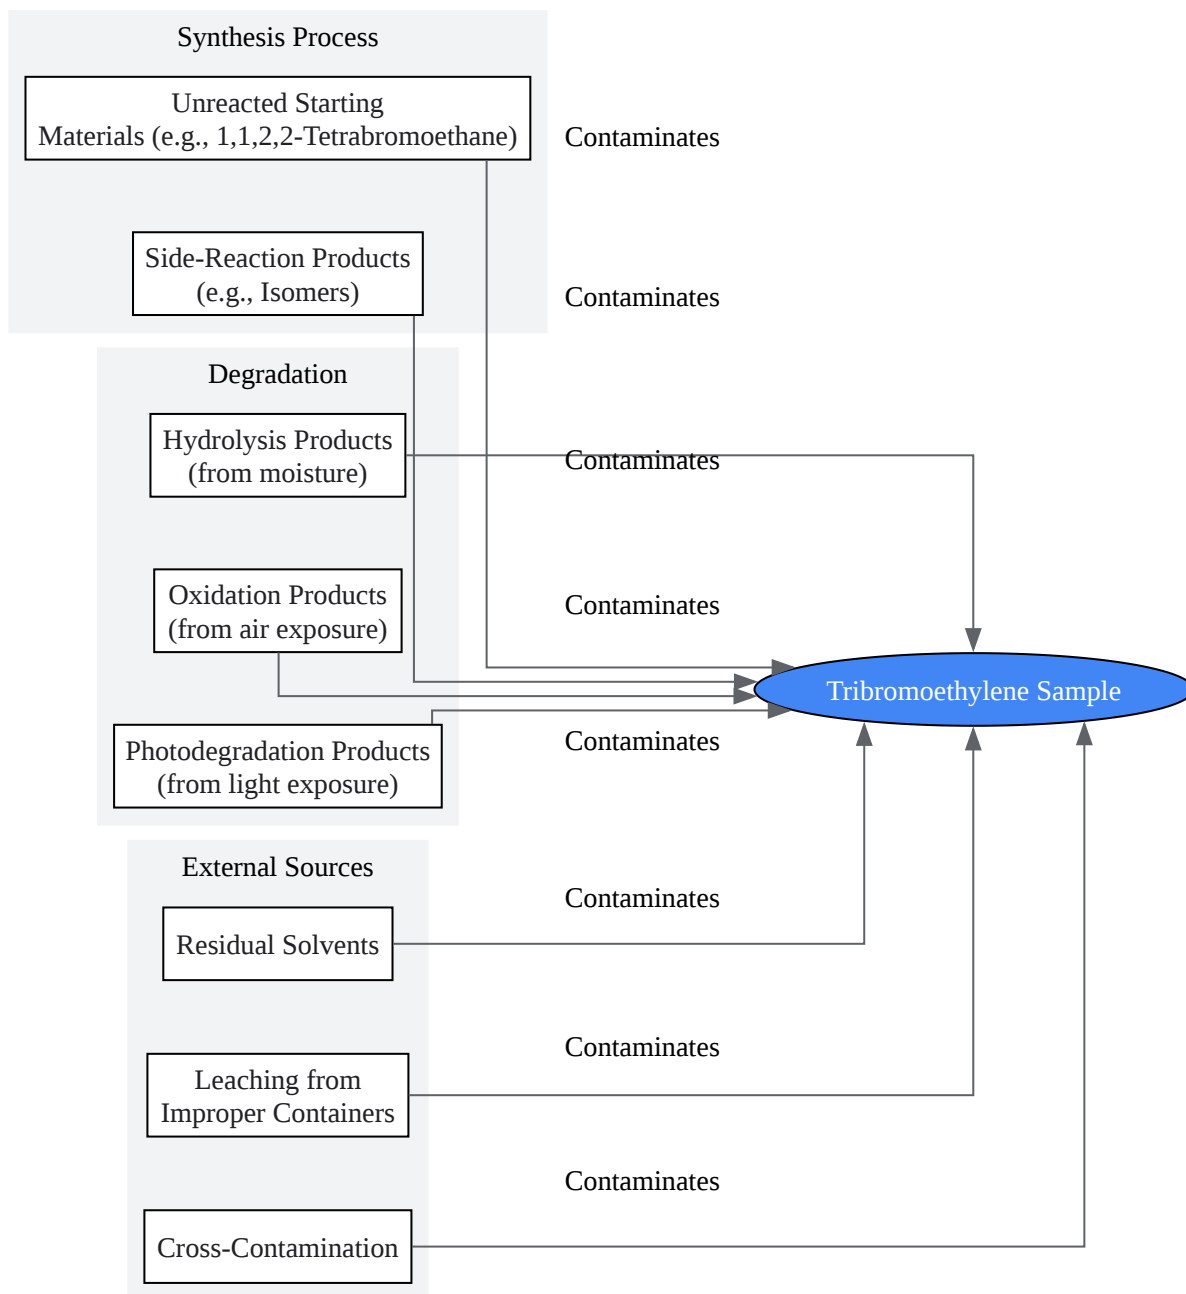 Synthesis Process
Unreacted Starting
Materials (e.g., 1,1,2,2-Tetrabromoethane)
Contaminates
Side-Reaction Products
(e.g., Isomers)
Contaminates
Degradation
Hydrolysis Products
(from moisture)
Contaminates
Oxidation Products
(from air exposure)
Contaminates
Tribromoethylene Sample
Photodegradation Products
(from light exposure)
Contaminates
External Sources
Residual Solvents
Contaminates
Leaching from
Improper Containers
Contaminates
Cross-Contamination
Contaminates